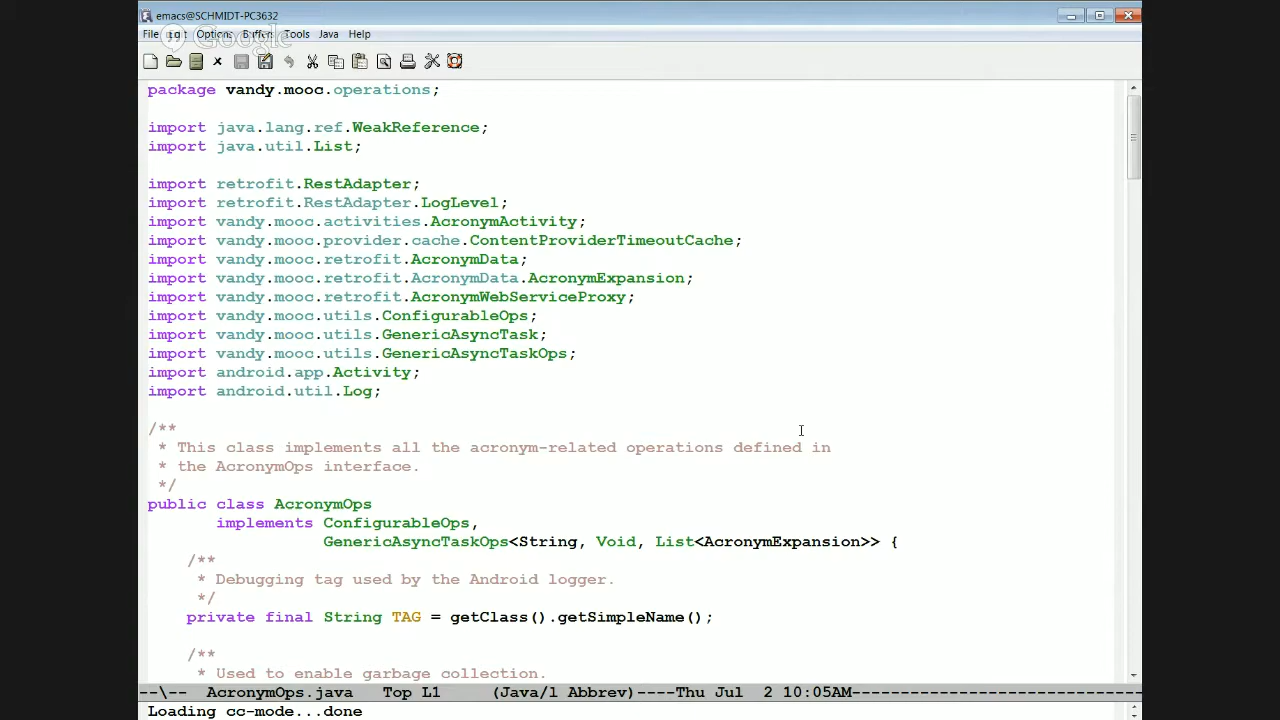 emacs@SCHMIDT-PC3632
File Edit Options Buffers Tools Java Help
Google
package vandy.mooc.operations;
import java.lang.ref.WeakReference;
import java.util.List;
import retrofit.RestAdapter;
import retrofit.RestAdapter.LogLevel;
import vandy.mooc.activities.AcronymActivity;
import vandy.mooc.provider.cache.ContentProviderTimeoutCache;
import vandy.mooc.retrofit.AcronymData;
import vandy.mooc.retrofit.AcronymData.AcronymExpansion;
import vandy.mooc.retrofit.AcronymWebServiceProxy;
import vandy.mooc.utils.ConfigurableOps;
import vandy.mooc.utils.GenericAsyncTask;
import vandy.mooc.utils.GenericAsyncTaskOps;
import android.app.Activity;
import android.util.Log;
/**
* This class implements all the acronym-related operations defined in
* the AcronymOps interface.
*/
public class AcronymOps
implements ConfigurableOps,
GenericAsyncTaskOps<String, Void, List<AcronymExpansion>> {
/**
* Debugging tag used by the Android logger.
*/
private final String TAG = getClass().getSimpleName();
/**
* Used to enable garbage collection.
--\-- AcronymOps.java Top L1 (Java/l Abbrev)----Thu Jul 2 10:05AM------------------------------
Loading cc-mode...done